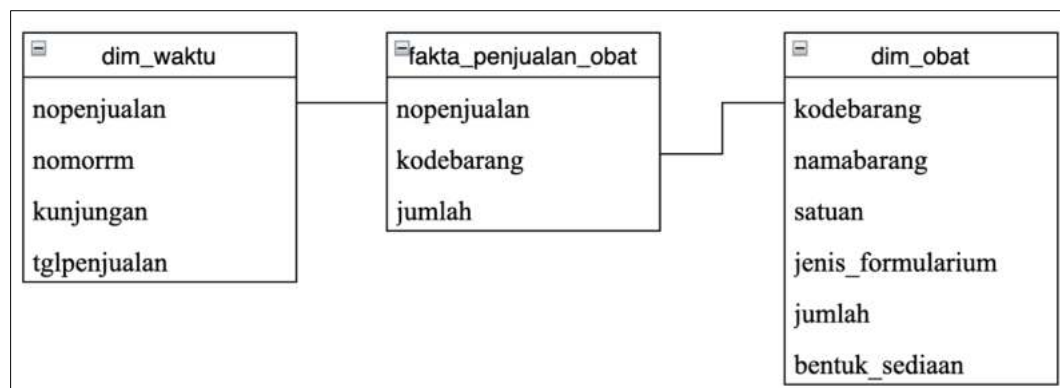 dim_waktu
nopenjualan
nomorrm
kunjungan
tglpenjualan
fakta_penjualan_obat
nopenjualan
kodebarang
jumlah
dim_obat
kodebarang
namabarang
satuan
jenis_formularium
jumlah
bentuk_sediaan